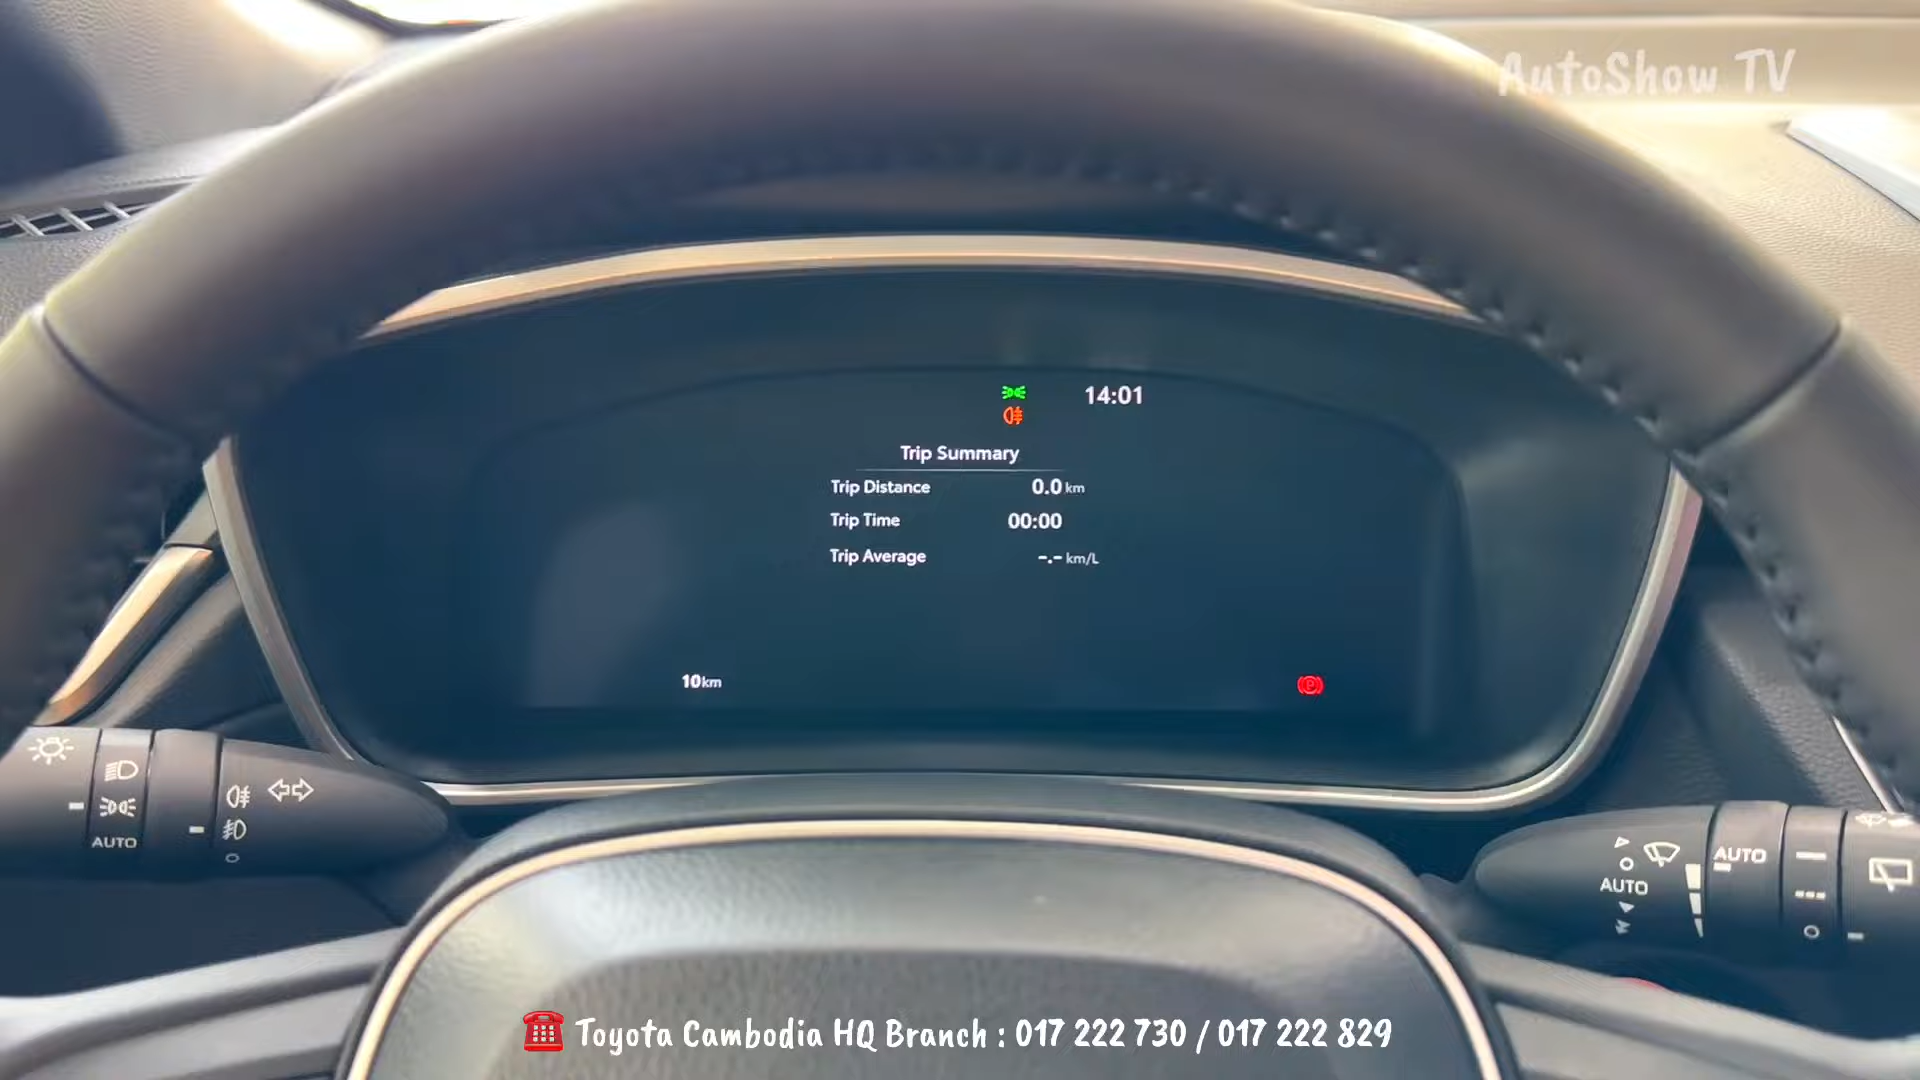 AutoShow TV
14:01
Trip Summary
Trip Distance 0.0 km
Trip Time 00:00
Trip Average -.- km/L
10km
AUTO
AUTO
AUTO
Toyota Cambodia HQ Branch : 017 222 730 / 017 222 829